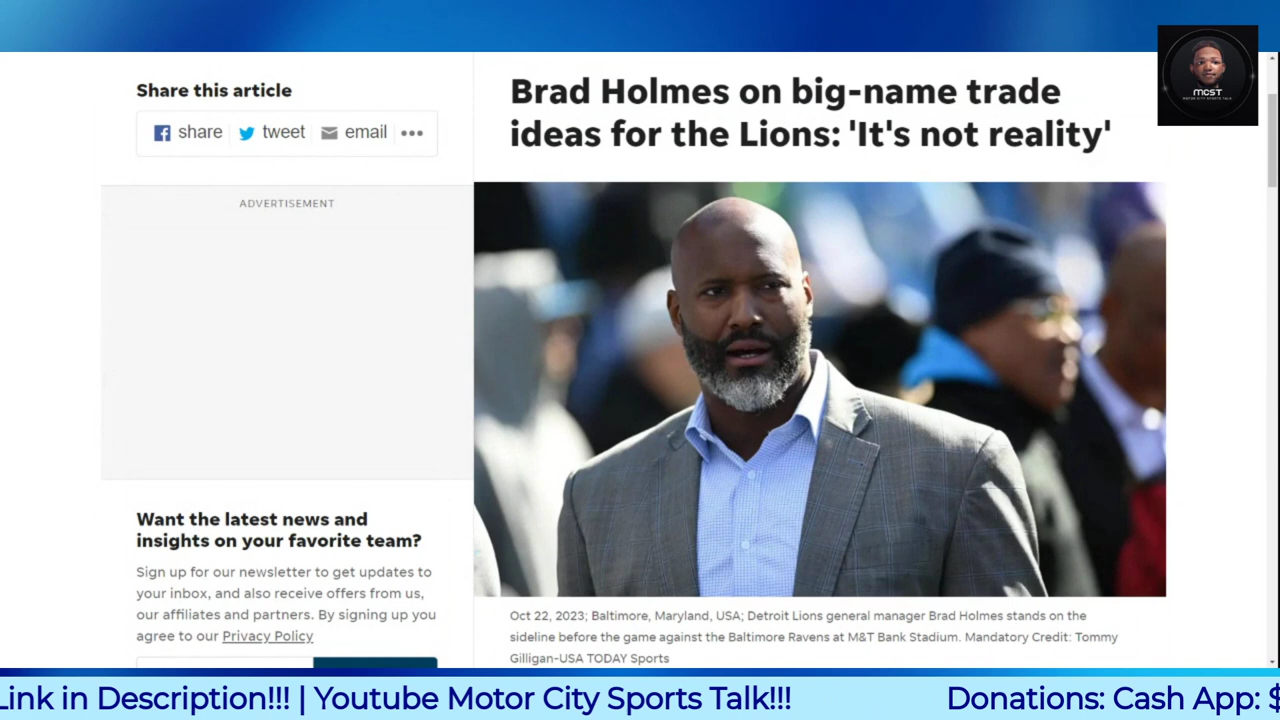 MCST
MOTOR CITY SPORTS TALK
Share this article
share tweet email
ADVERTISEMENT
Want the latest news and
insights on your favorite team?
Sign up for our newsletter to get updates to
your inbox, and also receive offers from us,
our affiliates and partners. By signing up you
agree to our Privacy Policy
Brad Holmes on big-name trade
ideas for the Lions: 'It's not reality'
Oct 22, 2023; Baltimore, Maryland, USA; Detroit Lions general manager Brad Holmes stands on the
sideline before the game against the Baltimore Ravens at M&T Bank Stadium. Mandatory Credit: Tommy
Gilligan-USA TODAY Sports
Link in Description!!! | Youtube Motor City Sports Talk!!! Donations: Cash App: $